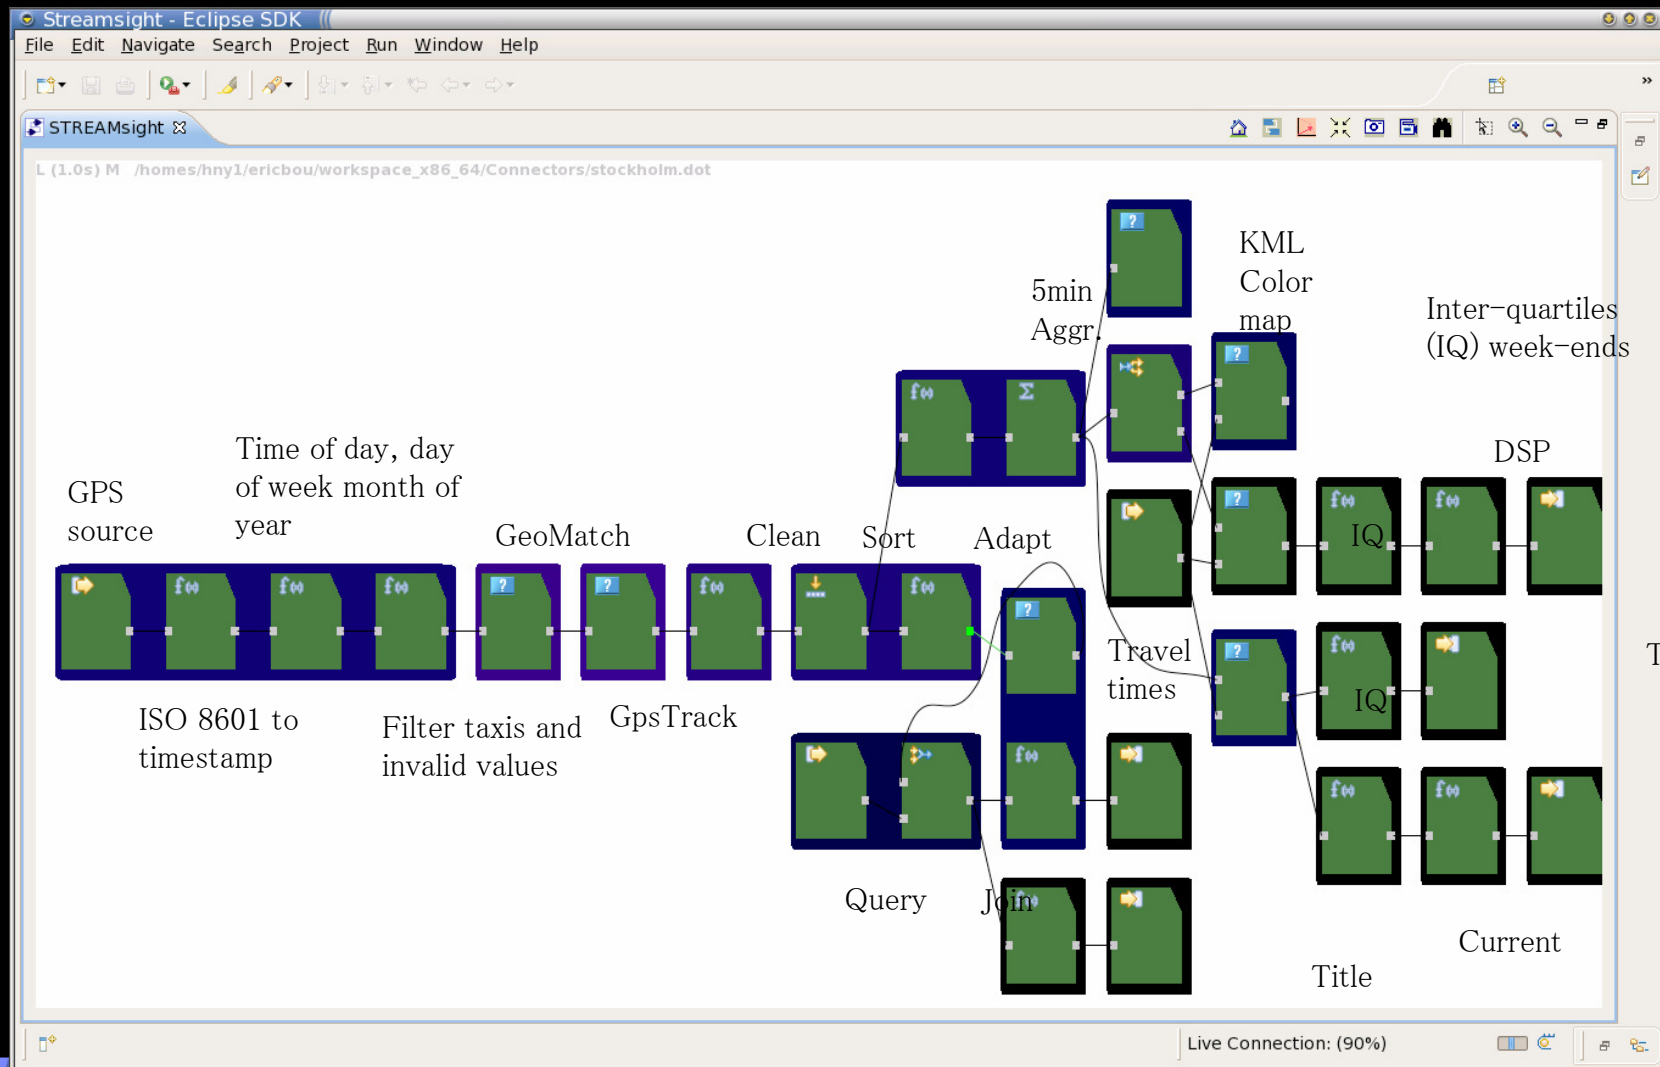 Streamsight - Eclipse SDK
File Edit Navigate Search Project Run Window Help
STREAMsight
L (1.0s) M /homes/hny1/ericbou/workspace_x86_64/Connectors/stockholm.dot
KML
Color
map
5min
Aggr.
Inter-quartiles
(IQ) week-ends
Time of day, day
of week month of
year
GPS
source
DSP
GeoMatch
Clean
Sort
Adapt
IQ
Travel
times
IQ
T
ISO 8601 to
timestamp
Filter taxis and
invalid values
GpsTrack
Query
Join
Current
Title
Live Connection: (90%)